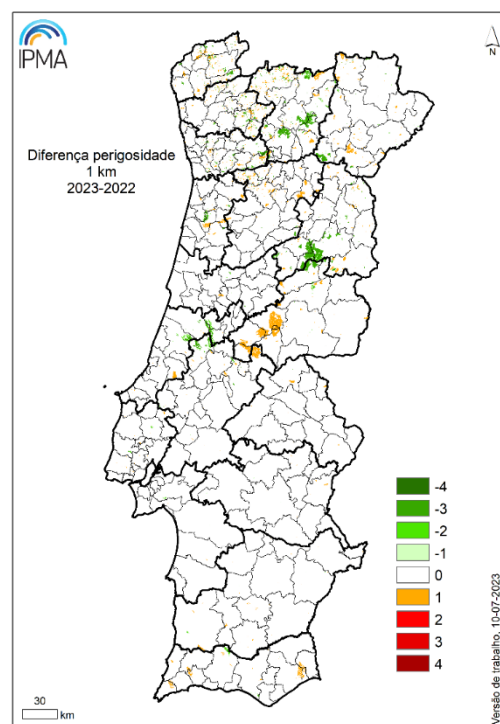 IPMA
N
Diferença perigosidade
1 km
2023-2022
-4
-3
-2
-1
0
1
2
3
4
30
km
Versão de trabalho, 10-07-2023